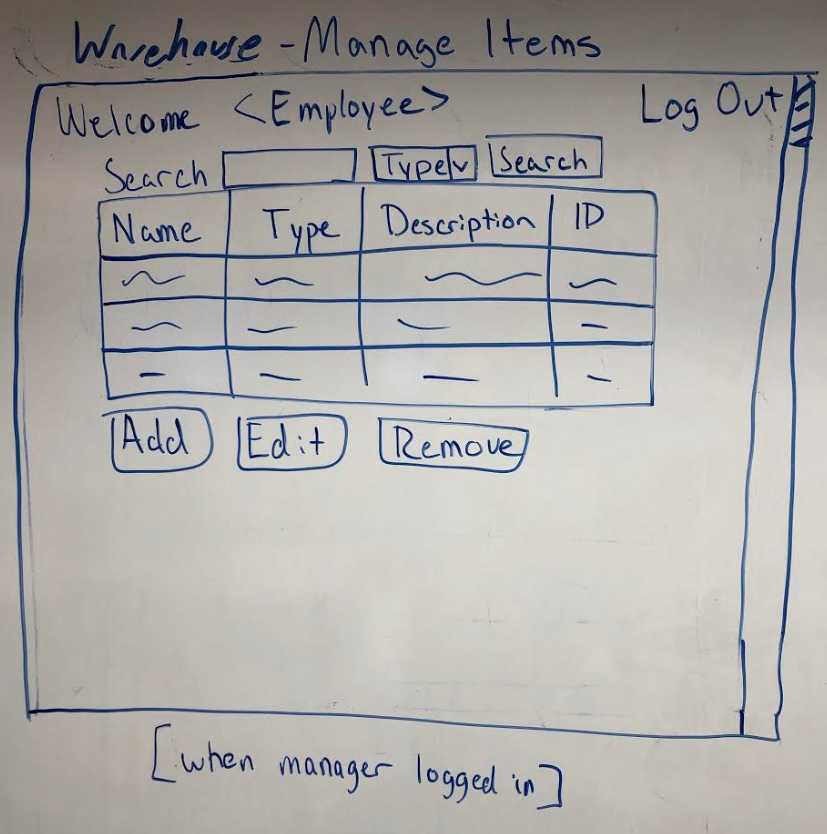 Warehouse - Manage Items
Welcome <Employee> Log Out
Search Type v Search
Name Type Description ID
Add Edit Remove
[when manager logged in]